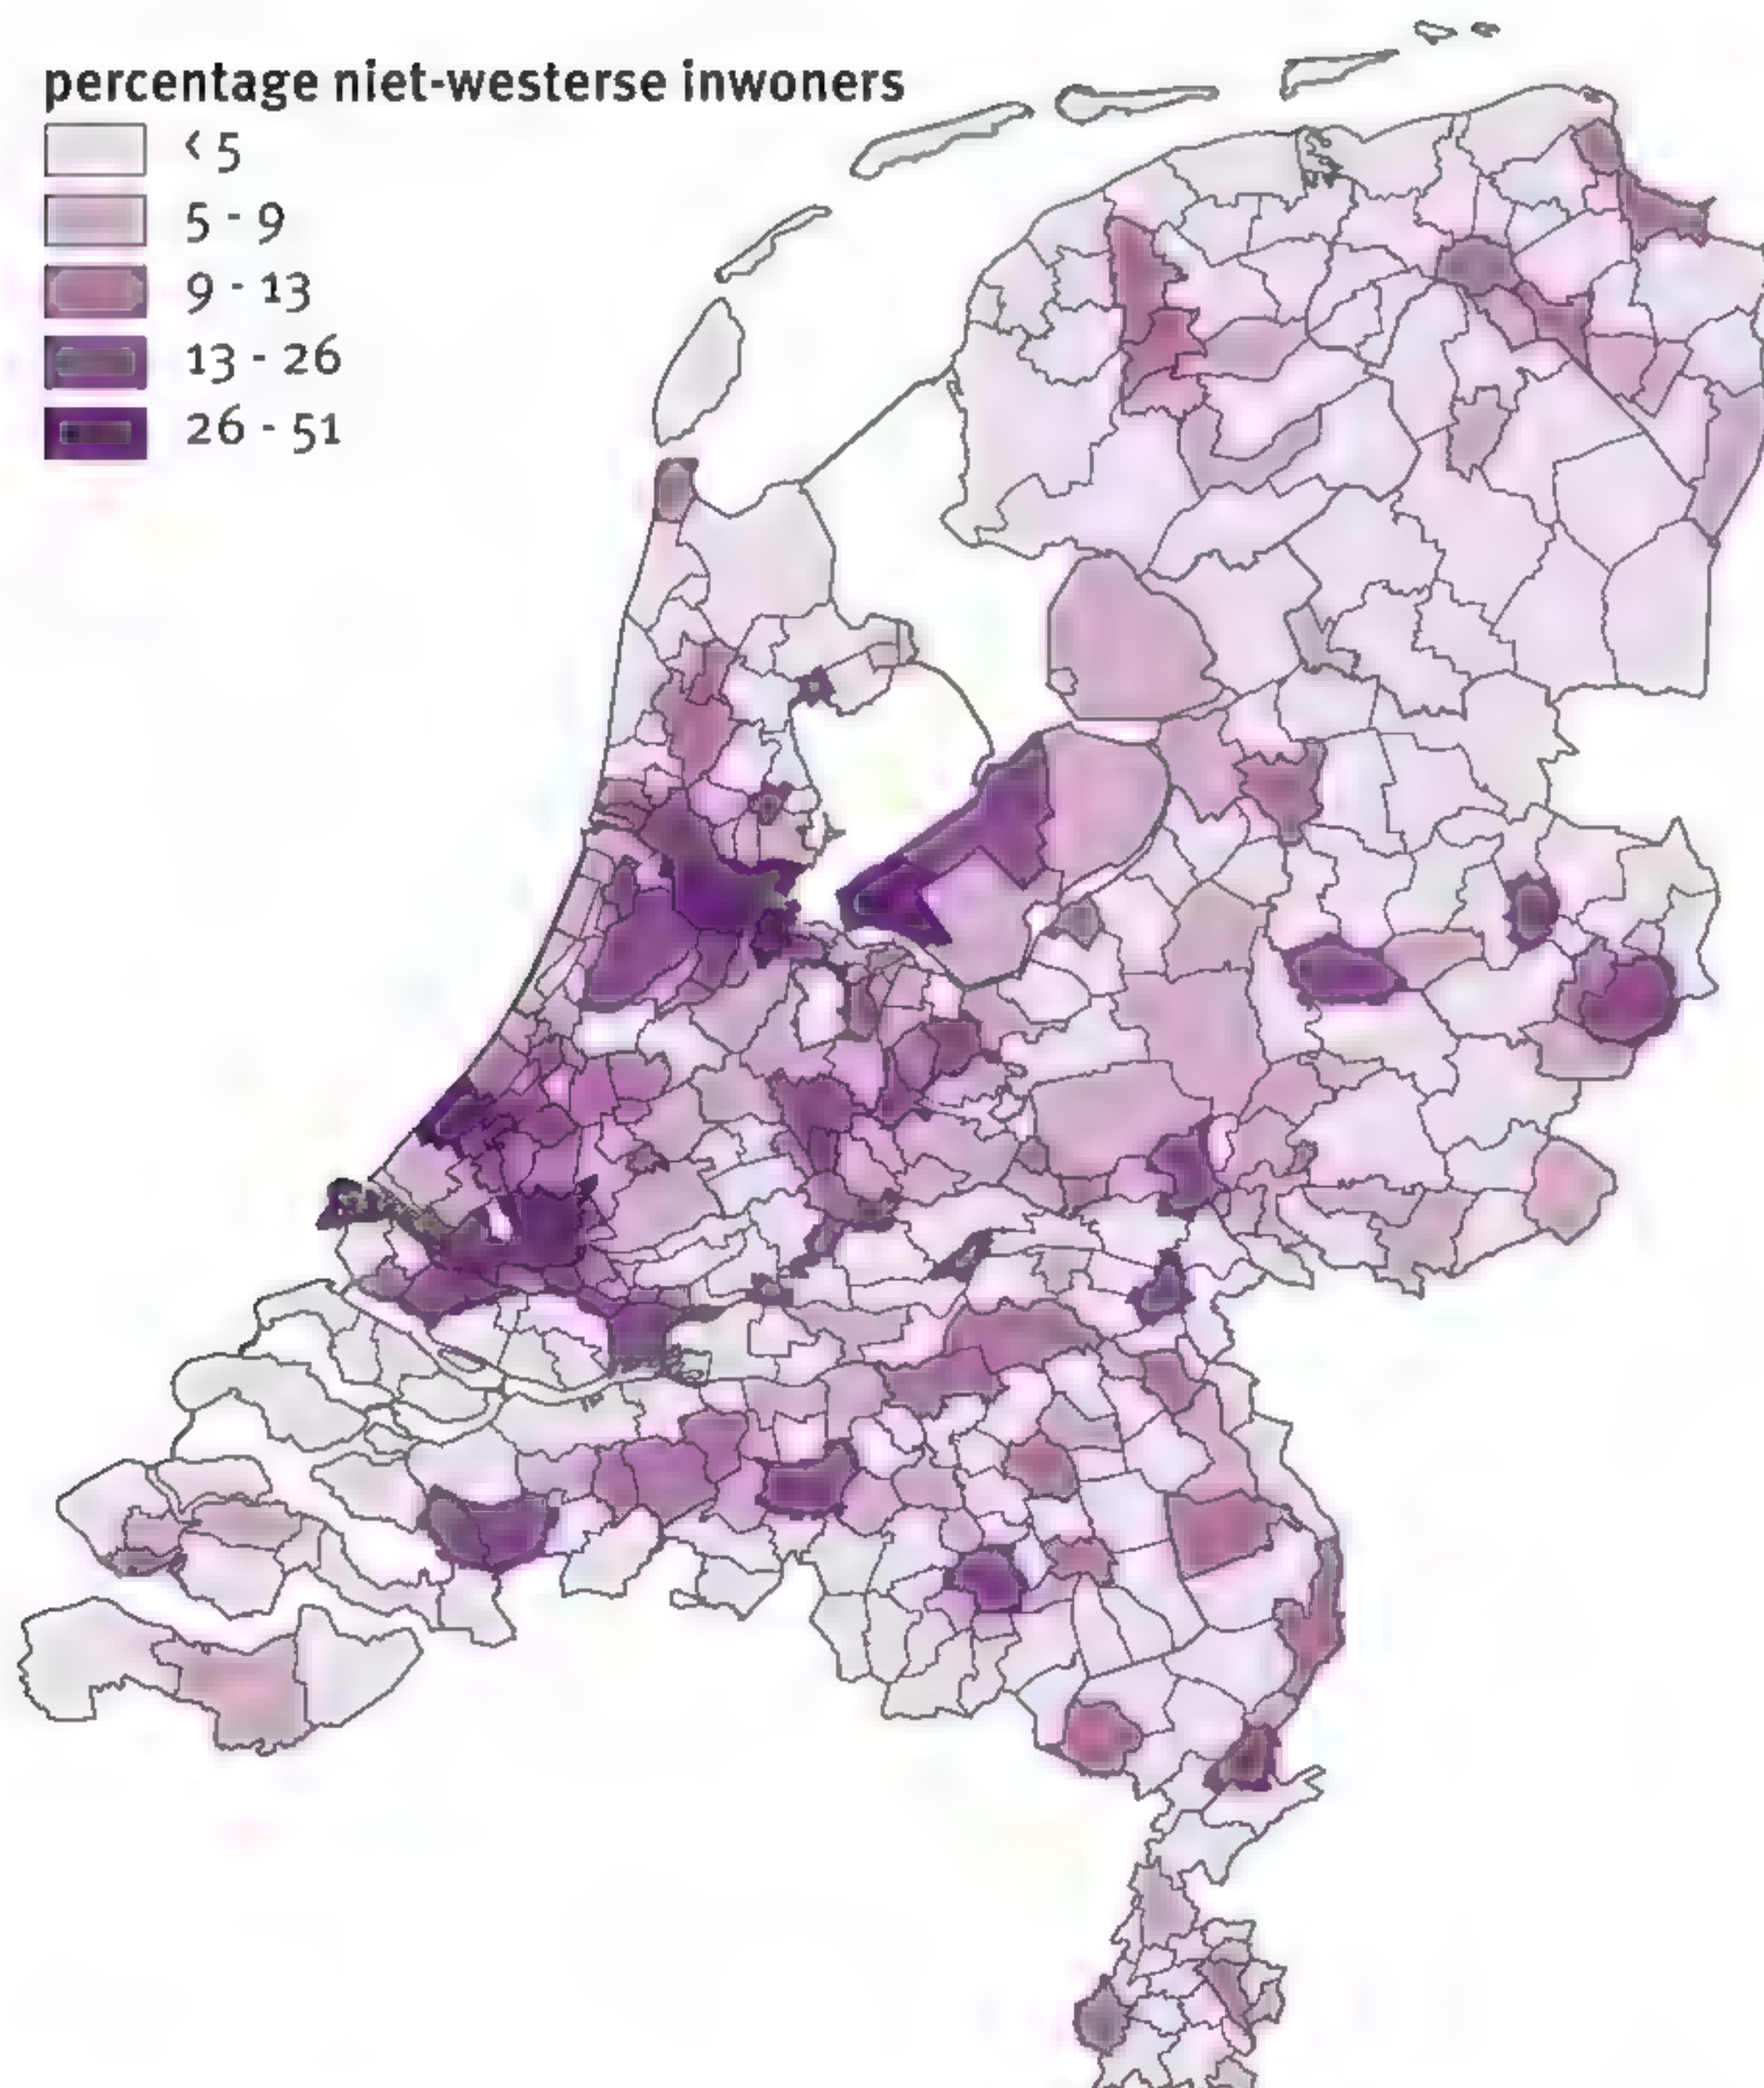 percentage niet-westerse inwoners
< 5
5 - 9
9 - 13
13 - 26
26 - 51